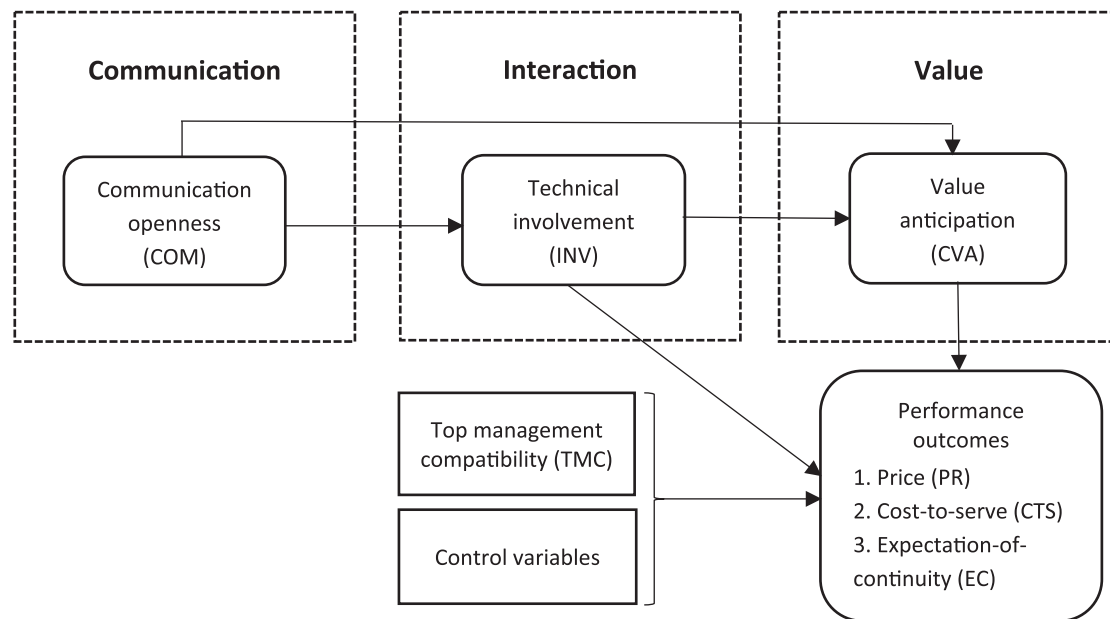 Communication
Interaction
Value
Communication
openness
(COM)
Technical
involvement
(INV)
Value
anticipation
(CVA)
Top management
compatibility (TMC)
Control variables
Performance
outcomes
1. Price (PR)
2. Cost-to-serve (CTS)
3. Expectation-of-
continuity (EC)